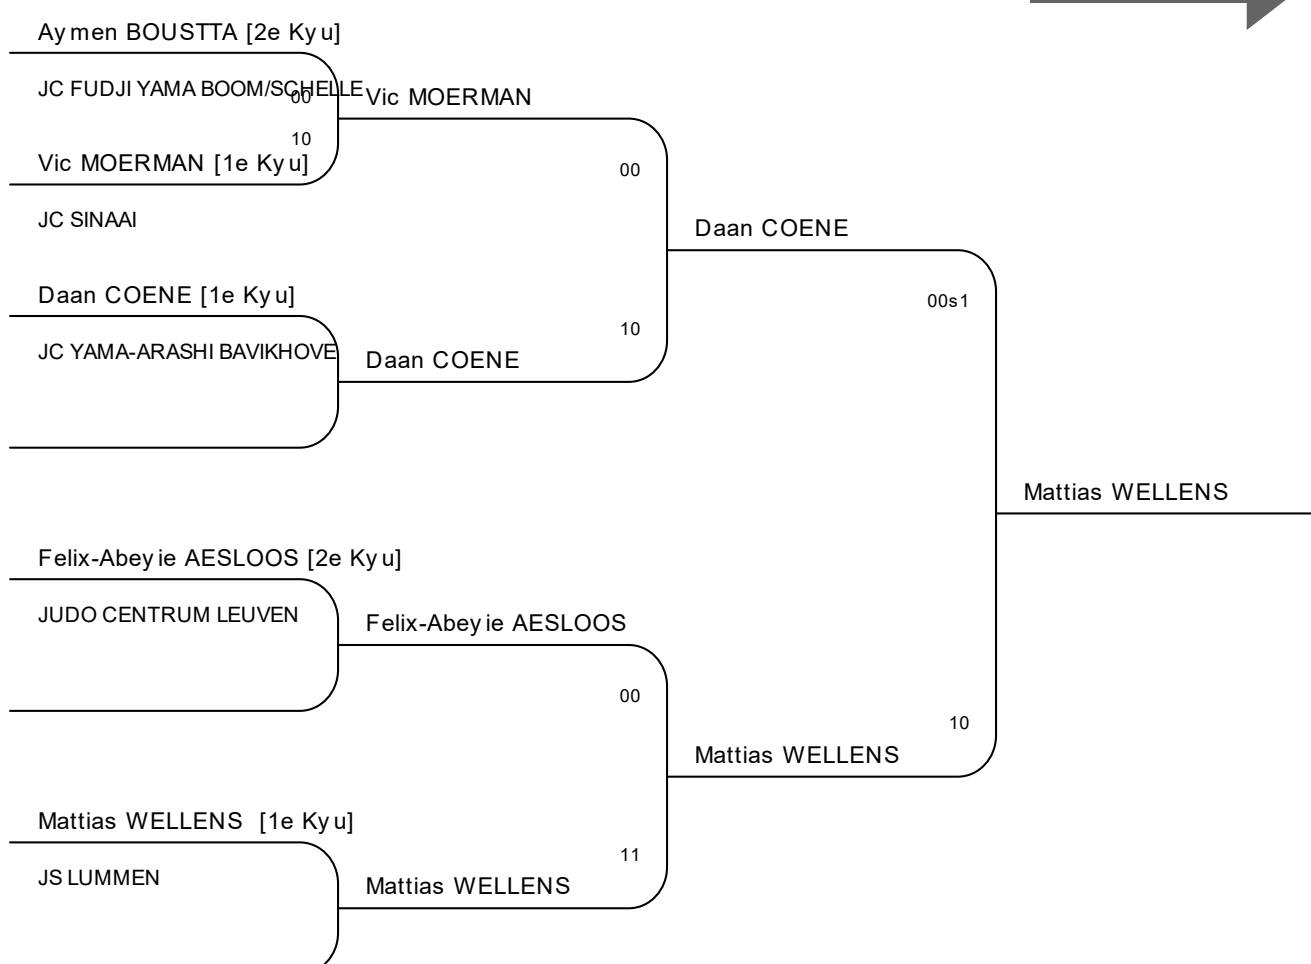 Aymen BOUSTTA [2e Kyu]
JC FUDJI YAMA BOOM/SCHELLE
00
Vic MOERMAN
10
Vic MOERMAN [1e Kyu]
00
JC SINAAI
Daan COENE
Daan COENE [1e Kyu]
00s1
10
JC YAMA-ARASHI BAVIKHOVE
Daan COENE
Mattias WELLENS
Felix-Abeyie AESLOOS [2e Kyu]
JUDO CENTRUM LEUVEN
Felix-Abeyie AESLOOS
00
10
Mattias WELLENS
Mattias WELLENS [1e Kyu]
11
JS LUMMEN
Mattias WELLENS